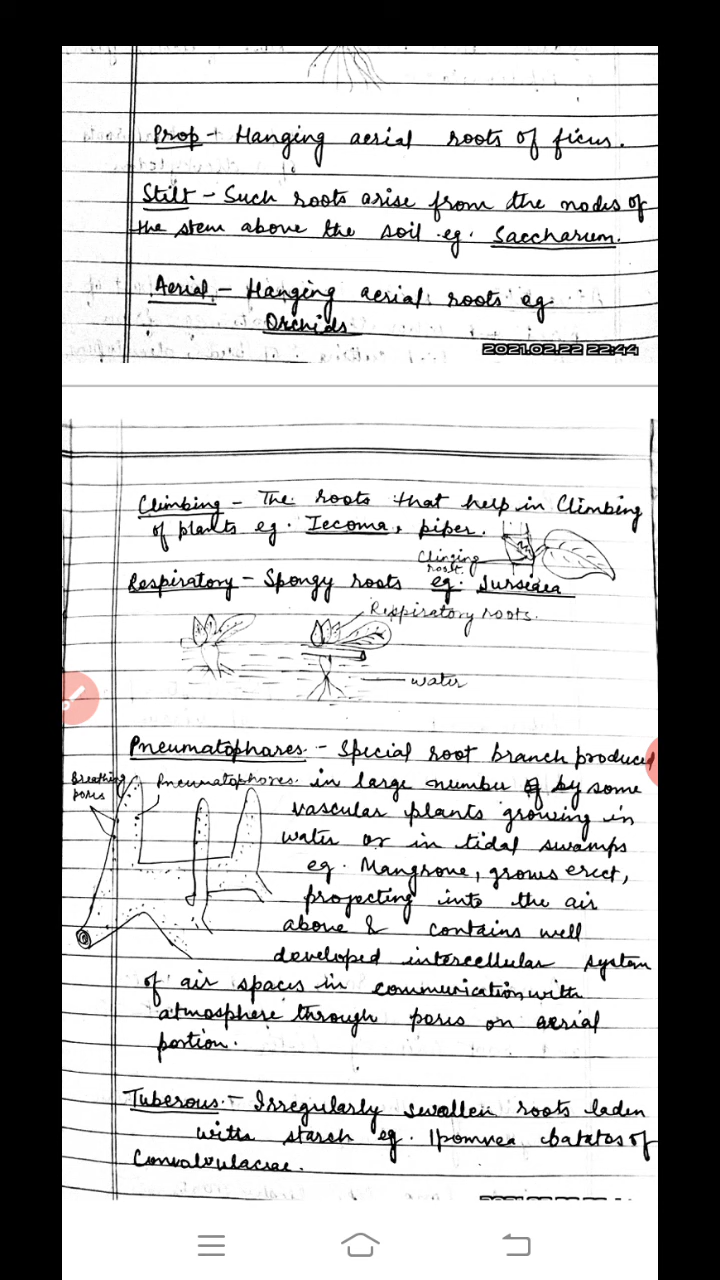 Prop - Hanging aerial roots of ficus.
Stilt - Such roots arise from the nodes of
the stem above the soil eg. Saccharum.
Aerial - Hanging aerial roots eg.
Orchids
2021.02.22 22:44
Climbing - The roots that help in Climbing
of plants eg. Tecoma, piper.
Clinging
root.
Respiratory - Spongy roots eg. Jursiaea
Respiratory roots.
water
Pneumatophores. - Special root branch produced
Breathing
pores
Pneumatophores.
in large number by some
vascular plants growing in
water or in tidal swamps
eg. Mangrone, grows erect,
projecting into the air
above & contains well
developed intercellular system
of air spaces in communication with
atmosphere through pores on aerial
portion.
Tuberous. - Irregularly swollen roots laden
with starch eg. Ipomoea batatas of
Convolvulaceae.